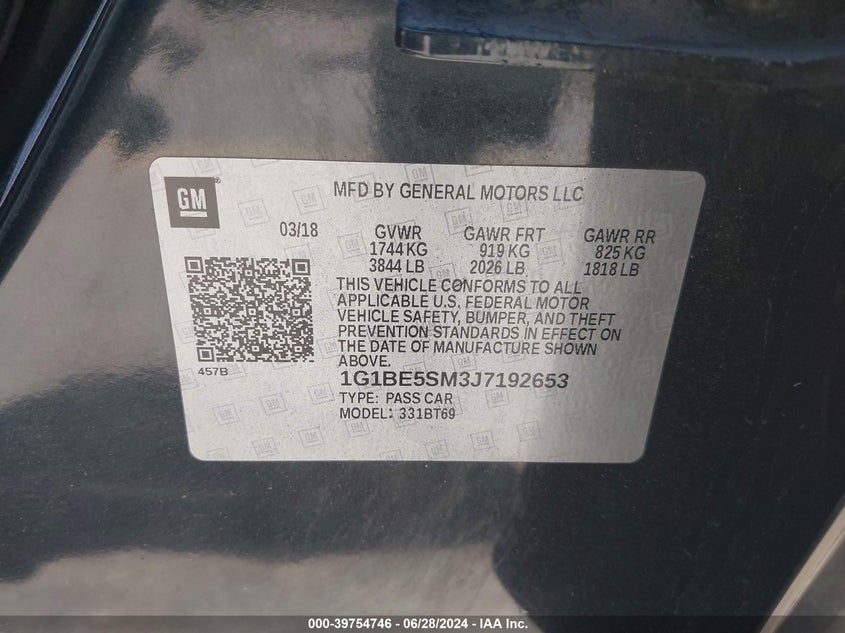 GM
MFD BY GENERAL MOTORS LLC
03/18 GVWR GAWR FRT GAWR RR
1744 KG 919 KG 825 KG
3844 LB 2026 LB 1818 LB
THIS VEHICLE CONFORMS TO ALL
APPLICABLE U.S. FEDERAL MOTOR
VEHICLE SAFETY, BUMPER, AND THEFT
PREVENTION STANDARDS IN EFFECT ON
THE DATE OF MANUFACTURE SHOWN
ABOVE.
457B
1G1BE5SM3J7192653
TYPE: PASS CAR
MODEL: 331BT69
000-39754746 - 06/28/2024 - IAA Inc.